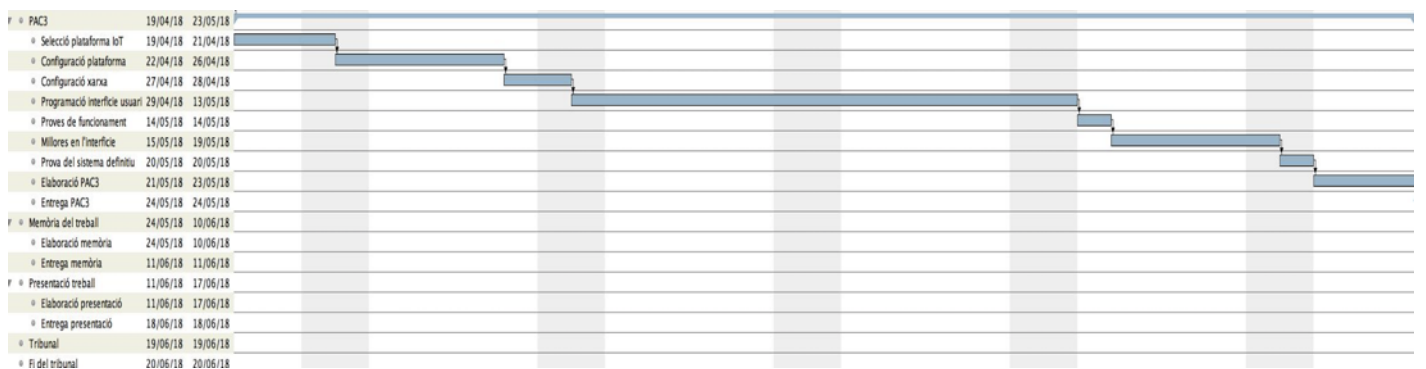 PAC3 19/04/18 23/05/18
Selecció plataforma IoT 19/04/18 21/04/18
Configuració plataforma 22/04/18 26/04/18
Configuració xarxa 27/04/18 28/04/18
Programació interfície usuari 29/04/18 13/05/18
Proves de funcionament 14/05/18 14/05/18
Millores en l'interfície 15/05/18 19/05/18
Prova del sistema definitiu 20/05/18 20/05/18
Elaboració PAC3 21/05/18 23/05/18
Entrega PAC3 24/05/18 24/05/18
Memòria del treball 24/05/18 10/06/18
Elaboració memòria 24/05/18 10/06/18
Entrega memòria 11/06/18 11/06/18
Presentació treball 11/06/18 17/06/18
Elaboració presentació 11/06/18 17/06/18
Entrega presentació 18/06/18 18/06/18
Tribunal 19/06/18 19/06/18
Fi del tribunal 20/06/18 20/06/18